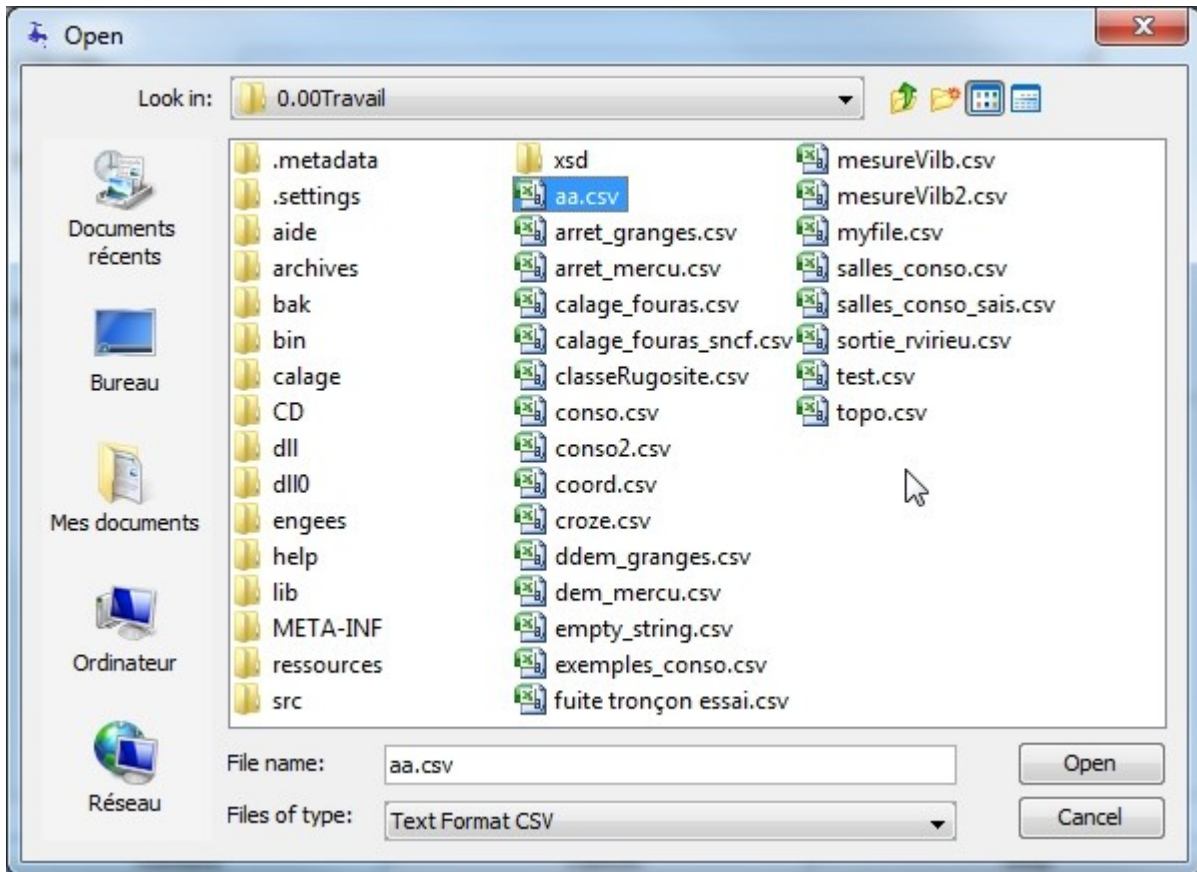 Open
Look in: 0.00Travail
Documents
récents
Bureau
Mes documents
Ordinateur
Réseau
.metadata
.settings
aide
archives
bak
bin
calage
CD
dll
dll0
engees
help
lib
META-INF
ressources
src
xsd
aa.csv
arret_granges.csv
arret_mercu.csv
calage_fouras.csv
calage_fouras_sncf.csv
classeRugosite.csv
conso.csv
conso2.csv
coord.csv
croze.csv
ddem_granges.csv
dem_mercu.csv
empty_string.csv
exemples_conso.csv
fuite tronçon essai.csv
mesureVilb.csv
mesureVilb2.csv
myfile.csv
salles_conso.csv
salles_conso_sais.csv
sortie_rvirieu.csv
test.csv
topo.csv
File name: aa.csv Open
Files of type: Text Format CSV Cancel